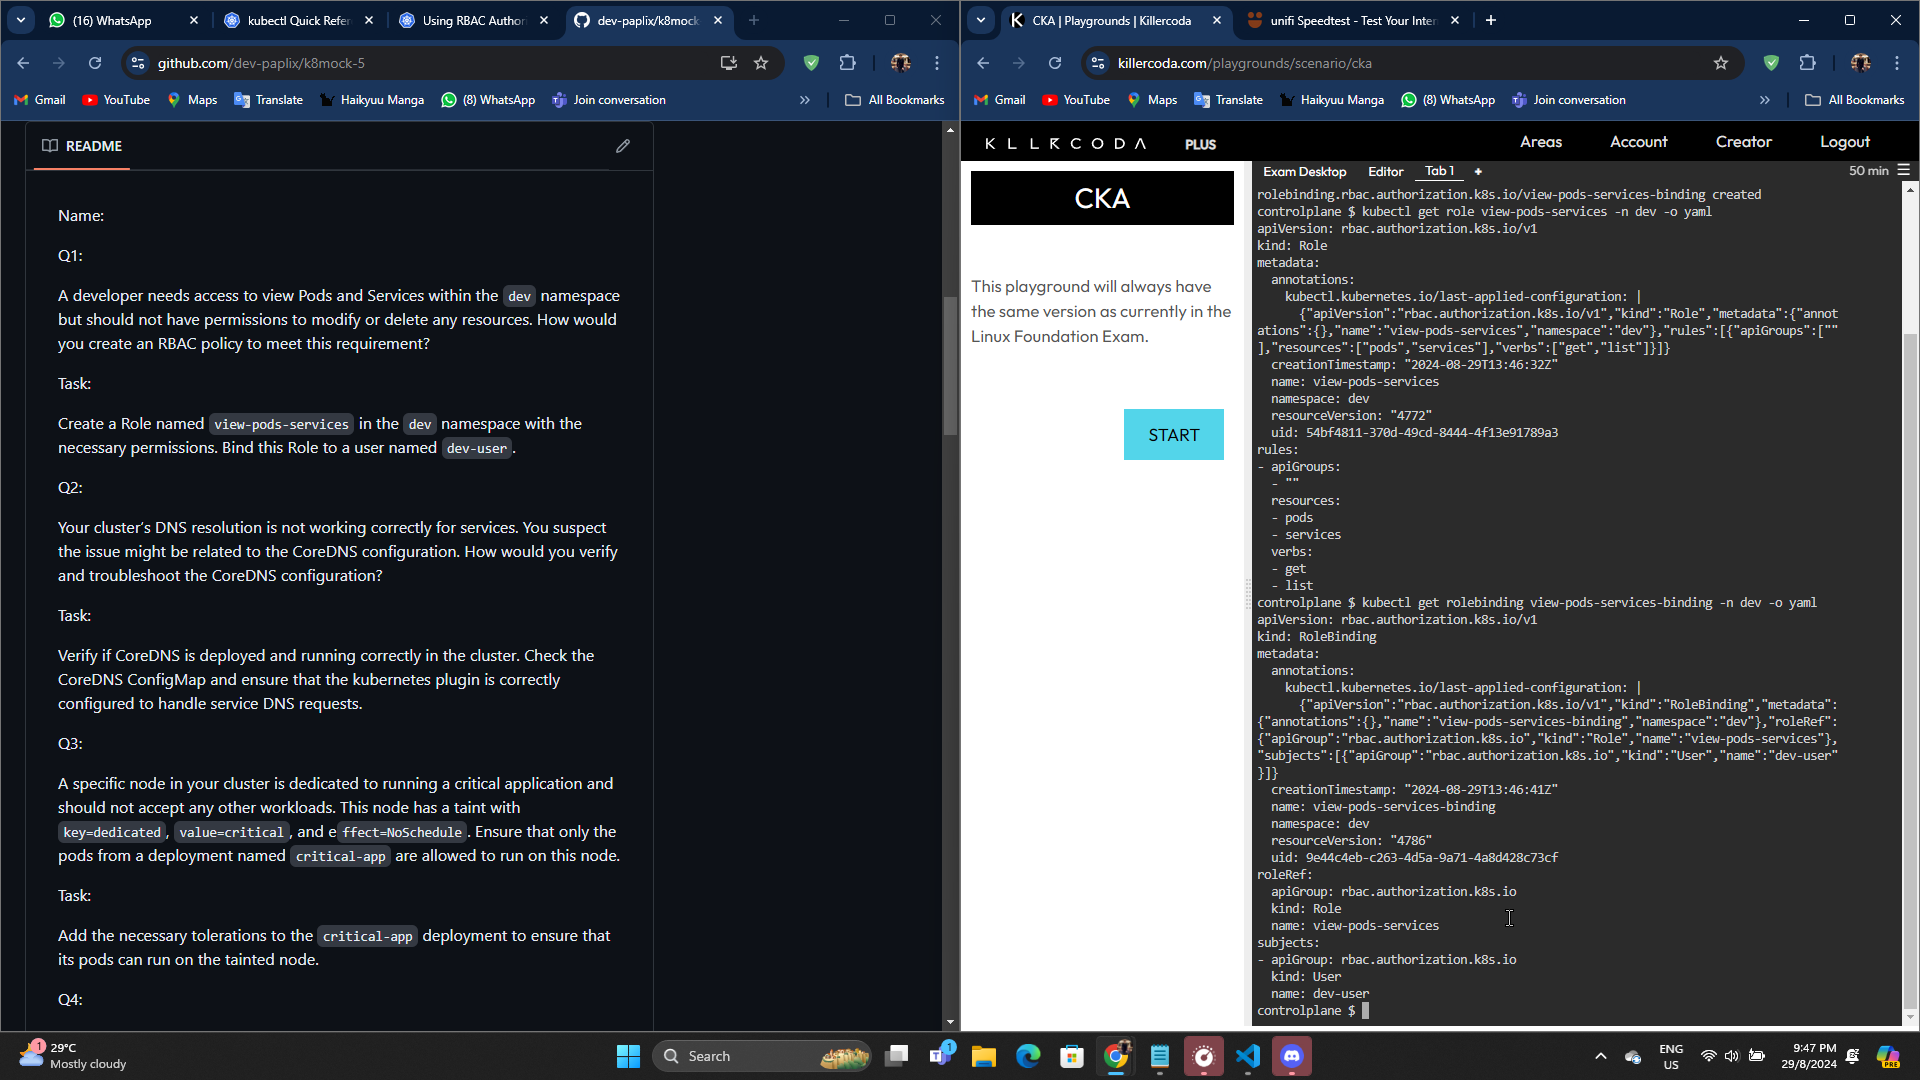 (16) WhatsApp
kubectl Quick Refer
Using RBAC Author
dev-paplix/k8mock
github.com/dev-paplix/k8mock-5
Gmail
YouTube
Maps
Translate
Haikyuu Manga
(8) WhatsApp
Join conversation
»
All Bookmarks
README
Name:
Q1:
A developer needs access to view Pods and Services within the dev namespace
but should not have permissions to modify or delete any resources. How would
you create an RBAC policy to meet this requirement?
Task:
Create a Role named view-pods-services in the dev namespace with the
necessary permissions. Bind this Role to a user named dev-user.
Q2:
Your cluster's DNS resolution is not working correctly for services. You suspect
the issue might be related to the CoreDNS configuration. How would you verify
and troubleshoot the CoreDNS configuration?
Task:
Verify if CoreDNS is deployed and running correctly in the cluster. Check the
CoreDNS ConfigMap and ensure that the kubernetes plugin is correctly
configured to handle service DNS requests.
Q3:
A specific node in your cluster is dedicated to running a critical application and
should not accept any other workloads. This node has a taint with
key=dedicated, value=critical, and effect=NoSchedule. Ensure that only the
pods from a deployment named critical-app are allowed to run on this node.
Task:
Add the necessary tolerations to the critical-app deployment to ensure that
its pods can run on the tainted node.
Q4:
CKA | Playgrounds | Killercoda
unifi Speedtest - Test Your Inter
killercoda.com/playgrounds/scenario/cka
Gmail
YouTube
Maps
Translate
Haikyuu Manga
(8) WhatsApp
Join conversation
»
All Bookmarks
KLLRCODA
PLUS
Areas
Account
Creator
Logout
CKA
This playground will always have
the same version as currently in the
Linux Foundation Exam.
START
Exam Desktop
Editor
Tab 1
+
50 min
rolebinding.rbac.authorization.k8s.io/view-pods-services-binding created
controlplane $ kubectl get role view-pods-services -n dev -o yaml
apiVersion: rbac.authorization.k8s.io/v1
kind: Role
metadata:
annotations:
kubectl.kubernetes.io/last-applied-configuration: |
{"apiVersion":"rbac.authorization.k8s.io/v1","kind":"Role","metadata":{"annot
ations":{},"name":"view-pods-services","namespace":"dev"},"rules":[{"apiGroups":[""
],"resources":["pods","services"],"verbs":["get","list"]}]}
creationTimestamp: "2024-08-29T13:46:32Z"
name: view-pods-services
namespace: dev
resourceVersion: "4772"
uid: 54bf4811-370d-49cd-8444-4f13e91789a3
rules:
- apiGroups:
- ""
resources:
- pods
- services
verbs:
- get
- list
controlplane $ kubectl get rolebinding view-pods-services-binding -n dev -o yaml
apiVersion: rbac.authorization.k8s.io/v1
kind: RoleBinding
metadata:
annotations:
kubectl.kubernetes.io/last-applied-configuration: |
{"apiVersion":"rbac.authorization.k8s.io/v1","kind":"RoleBinding","metadata":
{"annotations":{},"name":"view-pods-services-binding","namespace":"dev"},"roleRef":
{"apiGroup":"rbac.authorization.k8s.io","kind":"Role","name":"view-pods-services"},
"subjects":[{"apiGroup":"rbac.authorization.k8s.io","kind":"User","name":"dev-user"
}]}
creationTimestamp: "2024-08-29T13:46:41Z"
name: view-pods-services-binding
namespace: dev
resourceVersion: "4786"
uid: 9e44c4eb-c263-4d5a-9a71-4a8d428c73cf
roleRef:
apiGroup: rbac.authorization.k8s.io
kind: Role
name: view-pods-services
subjects:
- apiGroup: rbac.authorization.k8s.io
kind: User
name: dev-user
controlplane $
1
29°C
Mostly cloudy
Search
1
ENG
US
9:47 PM
29/8/2024
PRE